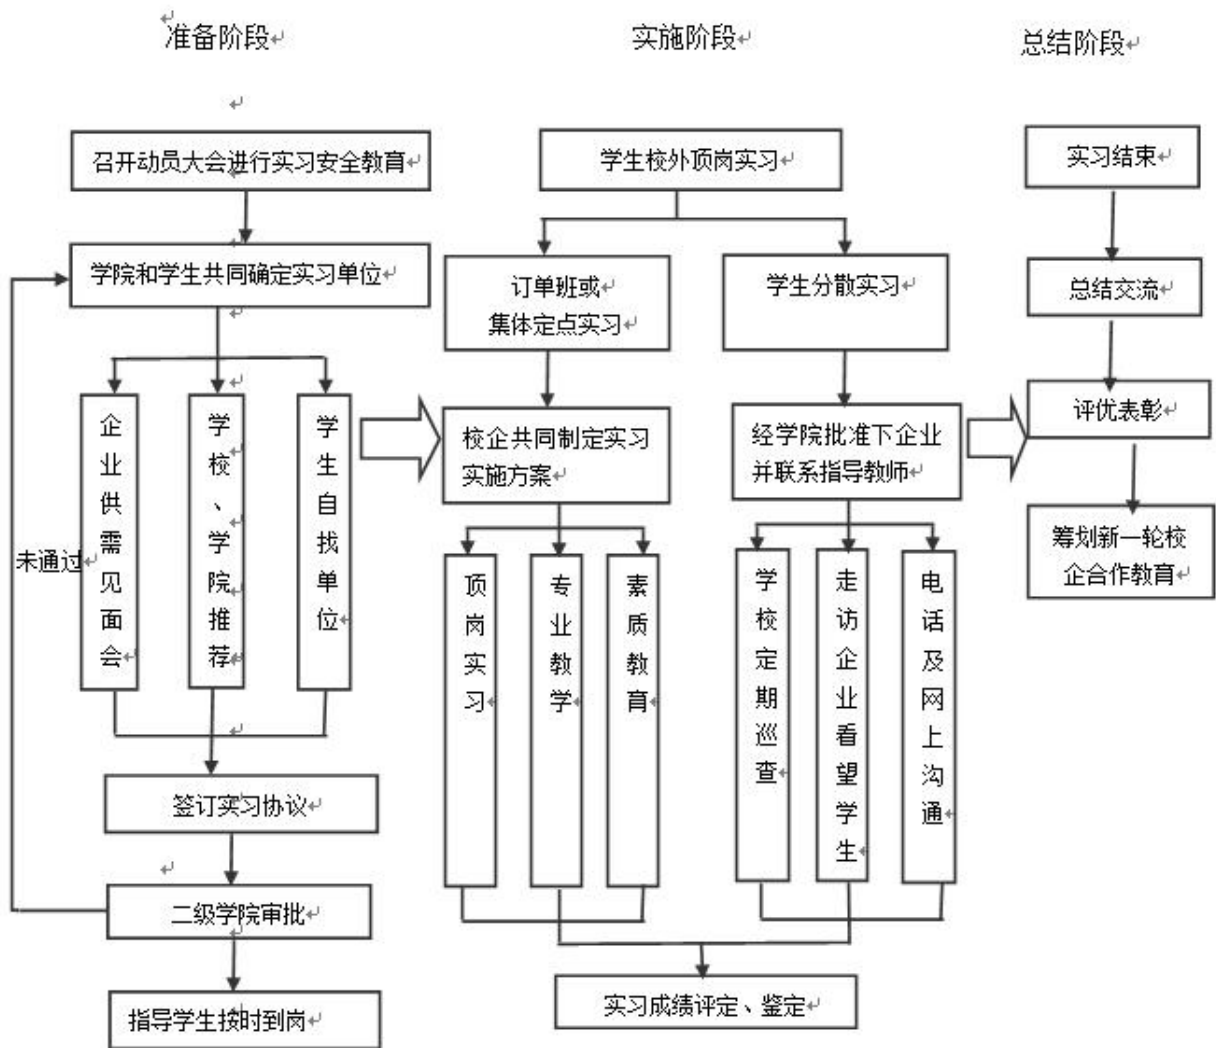 准备阶段
实施阶段
总结阶段
召开动员大会进行实习安全教育
学院和学生共同确定实习单位
企业供需见面会
学校、学院推荐
学生自找单位
未通过
签订实习协议
二级学院审批
指导学生按时到岗
学生校外顶岗实习
订单班或
集体定点实习
学生分散实习
校企共同制定实习
实施方案
经学院批准下企业
并联系指导教师
顶岗实习
专业教学
素质教育
学校定期巡查
走访企业看望学生
电话及网上沟通
实习成绩评定、鉴定
实习结束
总结交流
评优表彰
筹划新一轮校
企合作教育